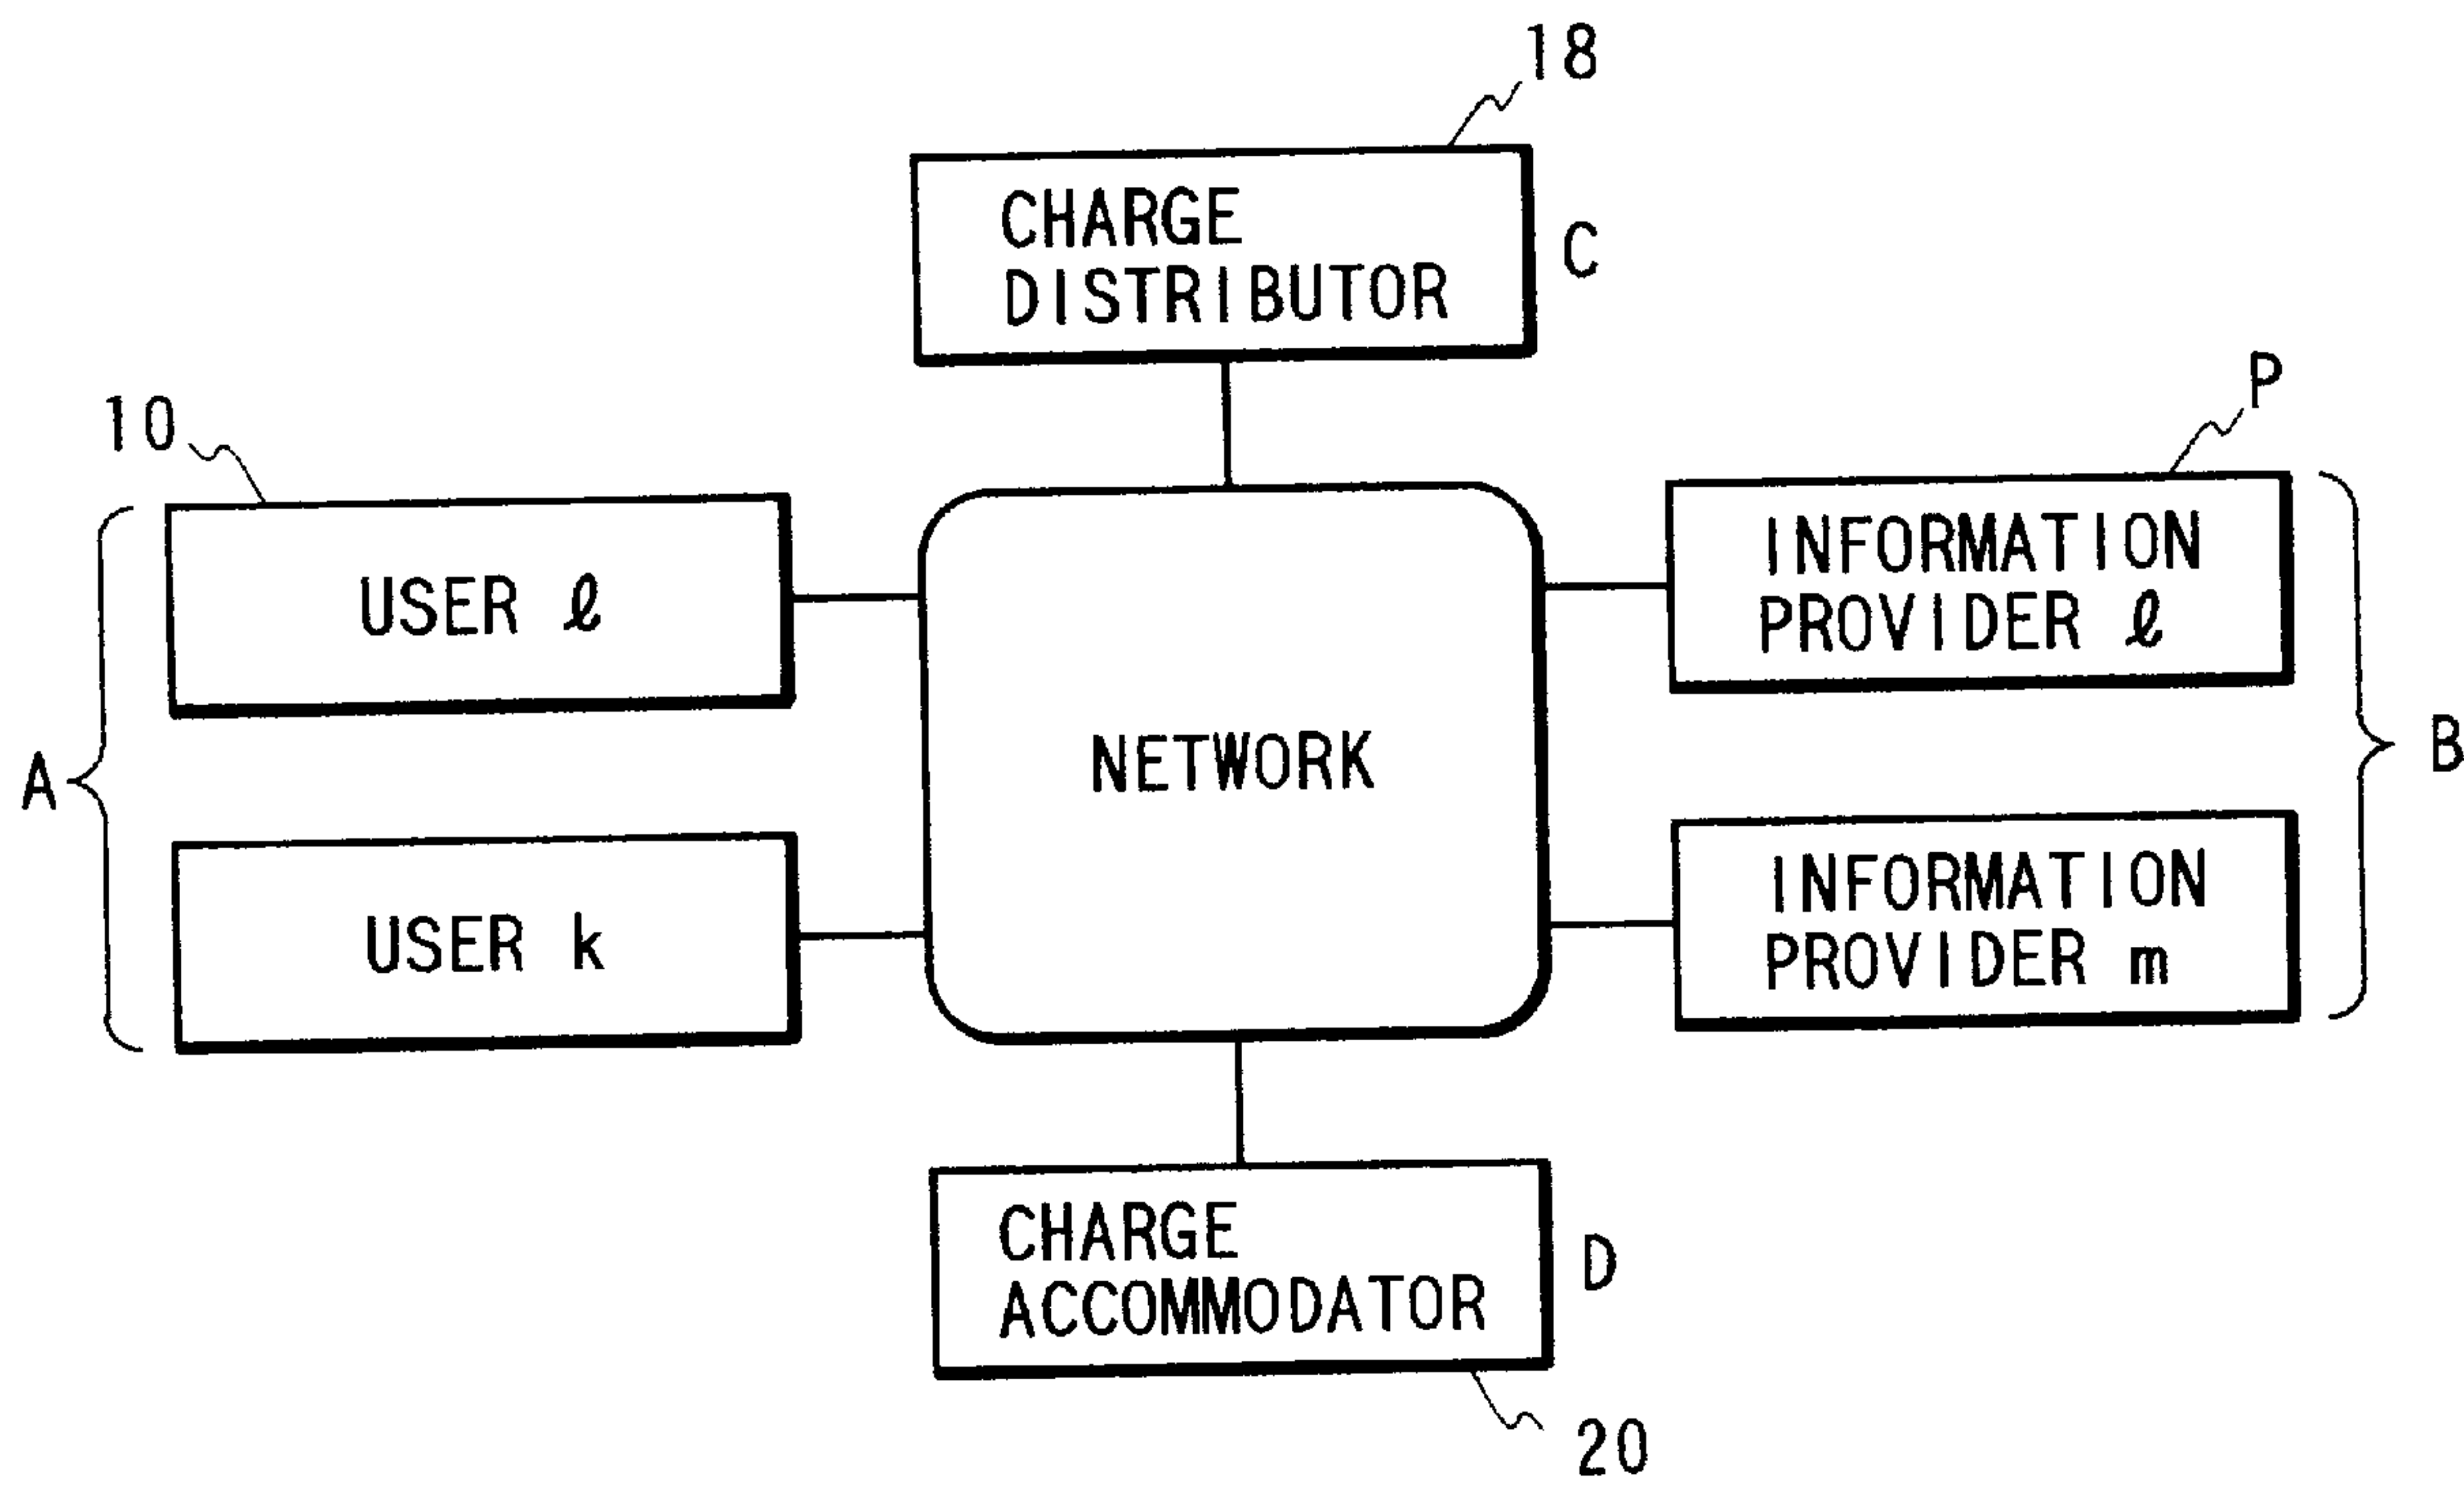 18
CHARGE
DISTRIBUTOR
C
P
10
USER ℓ
INFORMATION
PROVIDER ℓ
A
NETWORK
B
USER k
INFORMATION
PROVIDER m
CHARGE
ACCOMMODATOR
D
20